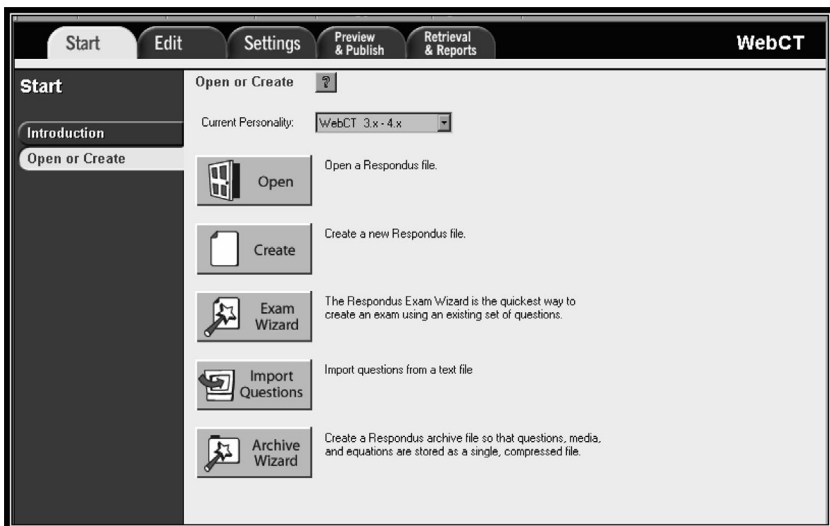 Start
Edit
Settings
Preview
& Publish
Retrieval
& Reports
WebCT
Start
Introduction
Open or Create
Open or Create ?
Current Personality: WebCT 3.x - 4.x
Open
Open a Respondus file.
Create
Create a new Respondus file.
Exam
Wizard
The Respondus Exam Wizard is the quickest way to
create an exam using an existing set of questions.
Import
Questions
Import questions from a text file
Archive
Wizard
Create a Respondus archive file so that questions, media,
and equations are stored as a single, compressed file.